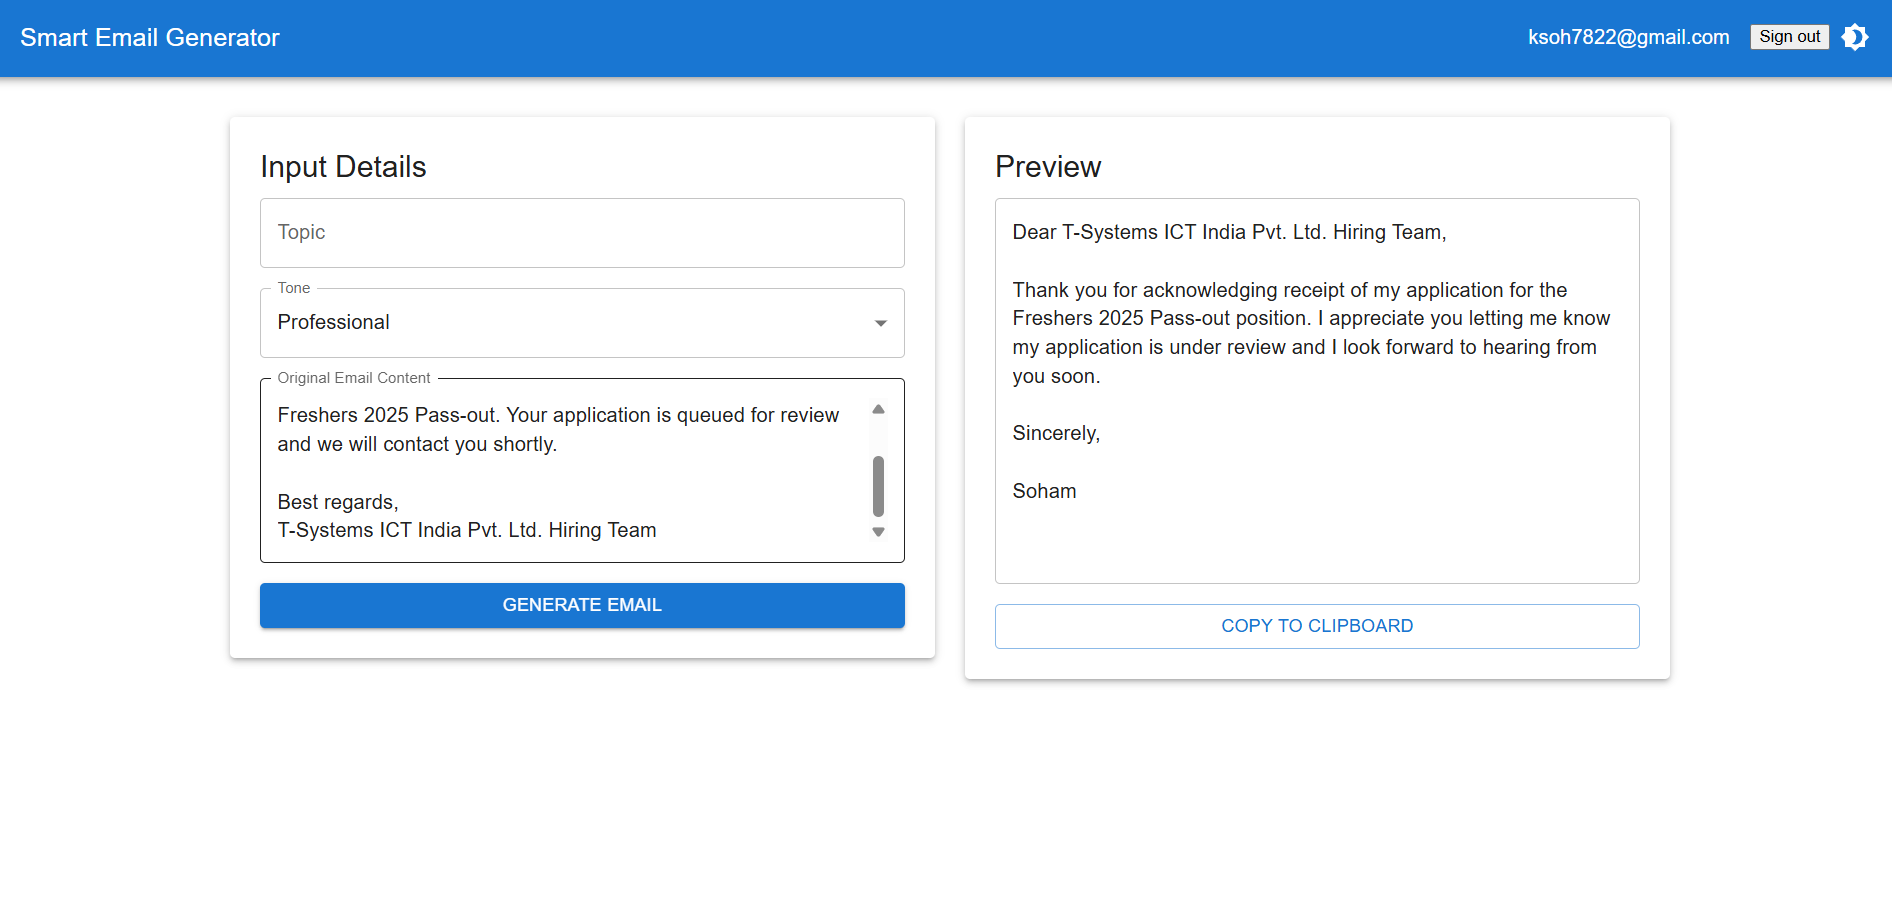 Smart Email Generator
ksoh7822@gmail.com
Sign out
Input Details
Topic
Tone
Professional
Original Email Content
Freshers 2025 Pass-out. Your application is queued for review
and we will contact you shortly.
Best regards,
T-Systems ICT India Pvt. Ltd. Hiring Team
GENERATE EMAIL
Preview
Dear T-Systems ICT India Pvt. Ltd. Hiring Team,
Thank you for acknowledging receipt of my application for the
Freshers 2025 Pass-out position. I appreciate you letting me know
my application is under review and I look forward to hearing from
you soon.
Sincerely,
Soham
COPY TO CLIPBOARD